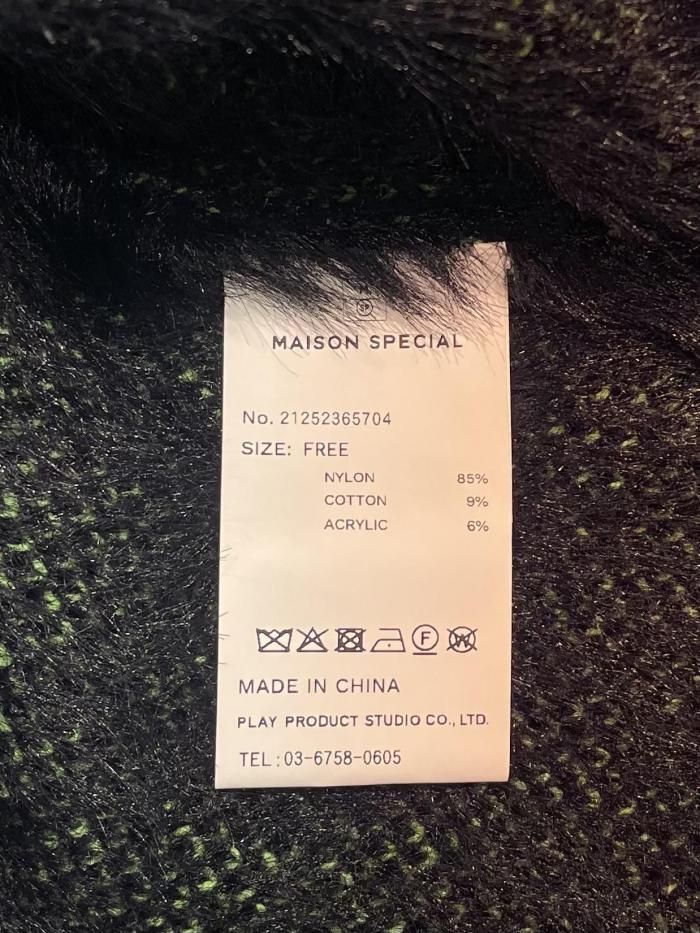 SP
MAISON SPECIAL
No. 21252365704
SIZE: FREE
NYLON 85%
COTTON 9%
ACRYLIC 6%
F W
MADE IN CHINA
PLAY PRODUCT STUDIO CO., LTD.
TEL:03-6758-0605